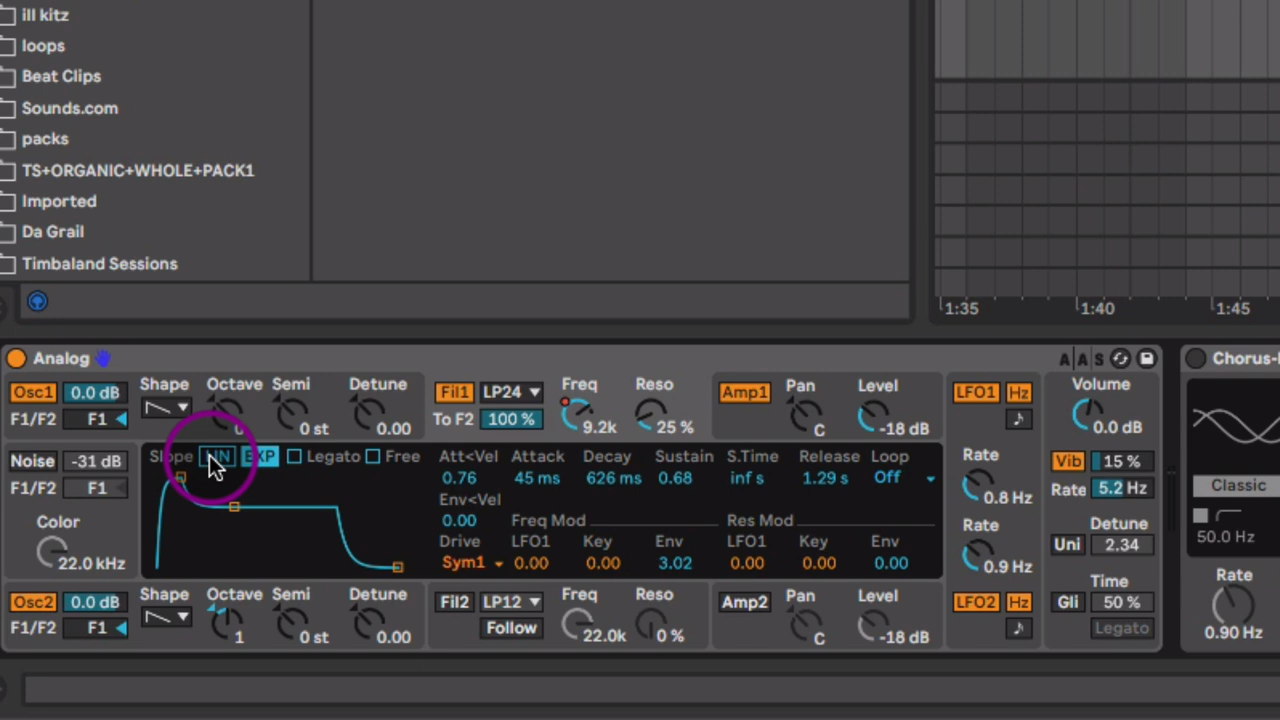 ill kitz
loops
Beat Clips
Sounds.com
packs
TS+ORGANIC+WHOLE+PACK1
Imported
Da Grail
Timbaland Sessions
1:35 1:40 1:45
Analog A A S Chorus-
Osc1 0.0 dB Shape Octave Semi Detune Fil1 LP24 Freq Reso Amp1 Pan Level LFO1 Hz Volume
F1/F2 F1 0 0 st 0.00 To F2 100 % 9.2k 25 % C -18 dB 0.0 dB
Noise -31 dB Slope EXP Legato Free Att<Vel Attack Decay Sustain S.Time Release Loop Rate Vib 15 %
F1/F2 F1 0.76 45 ms 626 ms 0.68 inf s 1.29 s Off 0.8 Hz Rate 5.2 Hz Classic
Env<Vel
Color 0.00 Freq Mod Res Mod Rate Detune
22.0 kHz Drive LFO1 Key Env LFO1 Key Env 0.9 Hz Uni 2.34 50.0 Hz
Sym1 0.00 0.00 3.02 0.00 0.00 0.00 Time Rate
Osc2 0.0 dB Shape Octave Semi Detune Fil2 LP12 Freq Reso Amp2 Pan Level LFO2 Hz Gli 50 %
F1/F2 F1 1 0 st 0.00 Follow 22.0k 0 % C -18 dB Legato 0.90 Hz